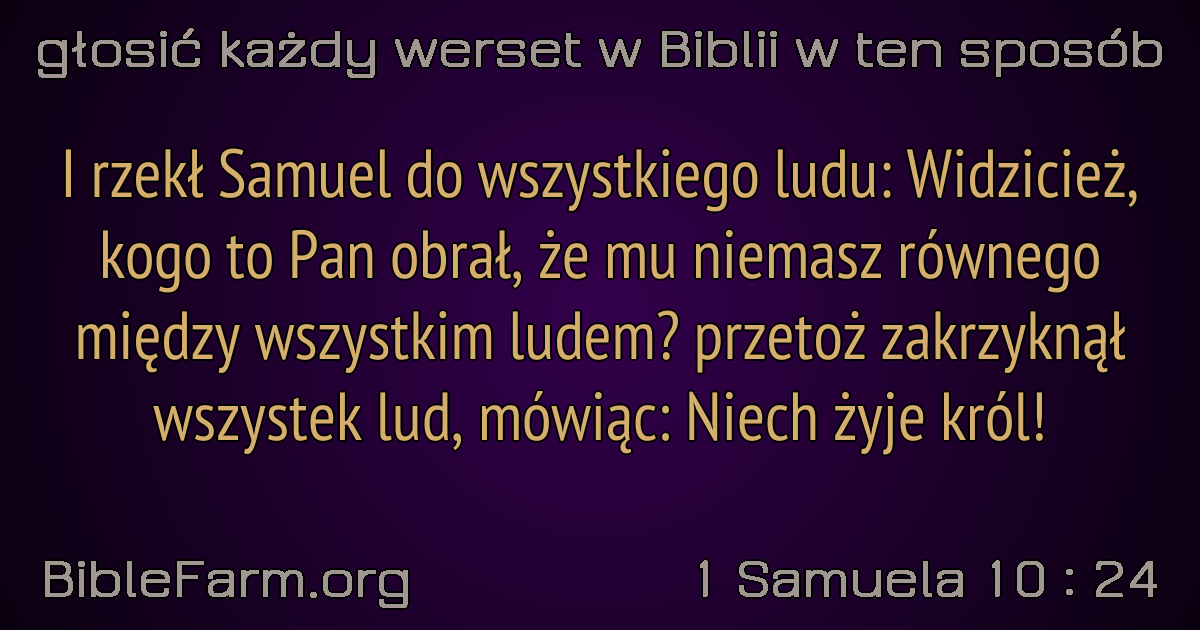 głosić każdy werset w Biblii w ten sposób
I rzekł Samuel do wszystkiego ludu: Widzicież,
kogo to Pan obrał, że mu niemasz równego
między wszystkim ludem? przetoż zakrzyknął
wszystek lud, mówiąc: Niech żyje król!
BibleFarm.org
1 Samuela 10 : 24